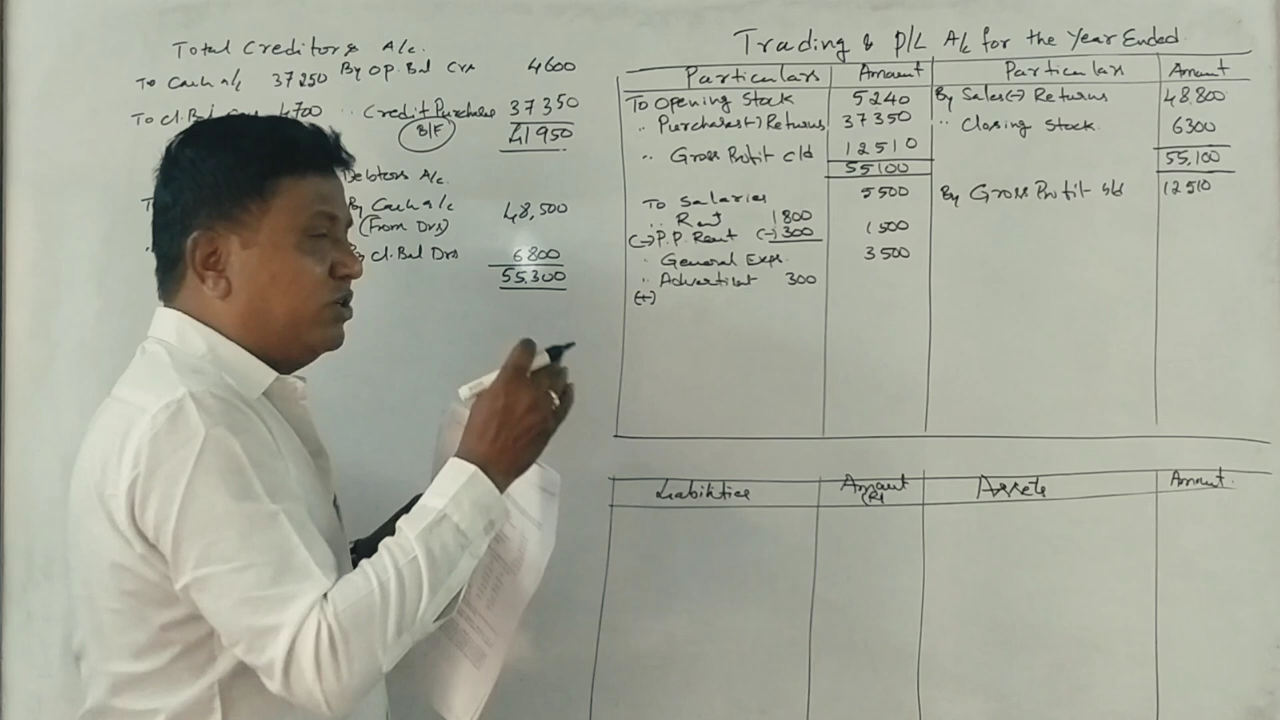 Total Creditors A/c.
To Cash a/c 37250 By Op. Bal Crs 4600
To cl. Bal 4700 " Credit Purchase 37350
B/F 41950
Debtors A/c.
By Cash a/c 48,500
(From Drs)
By cl. Bal Drs 6800
55,300
Trading & P/L A/c for the Year Ended
Particulars Amount Particulars Amount
To Opening Stock 5240 By Sales (-) Returns 48,800
" Purchases (-) Returns 37350 " Closing Stock 6300
" Gross Profit c/d 12510
55100 55,100
To Salaries 5500 By Gross Profit b/d 12510
" Rent 1800
(-) P.P. Rent (-) 300 1500
" General Exp. 3500
" Advertist 300
(+)
Liabilities Amount Assets Amount.